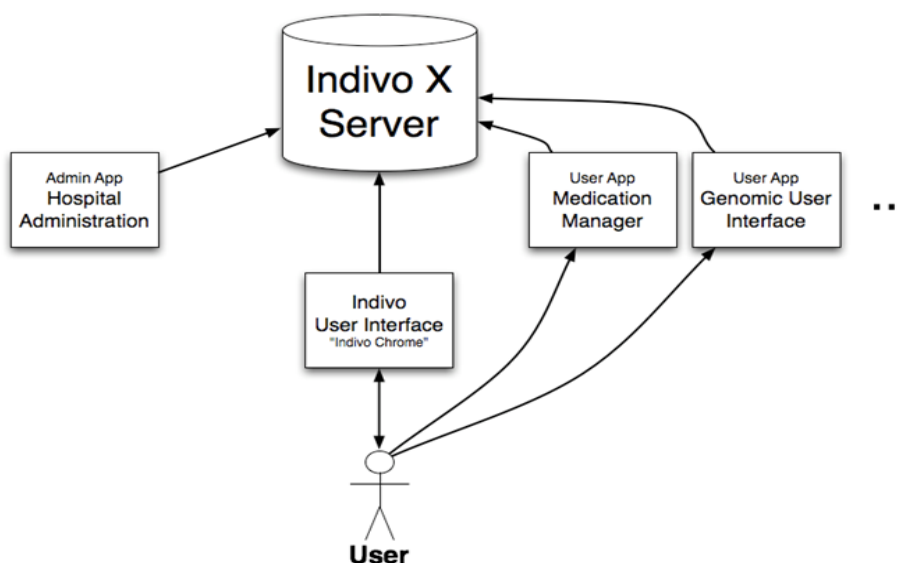 Indivo X
Server
Admin App
Hospital
Administration
User App
Medication
Manager
User App
Genomic User
Interface
..
Indivo
User Interface
"Indivo Chrome"
User